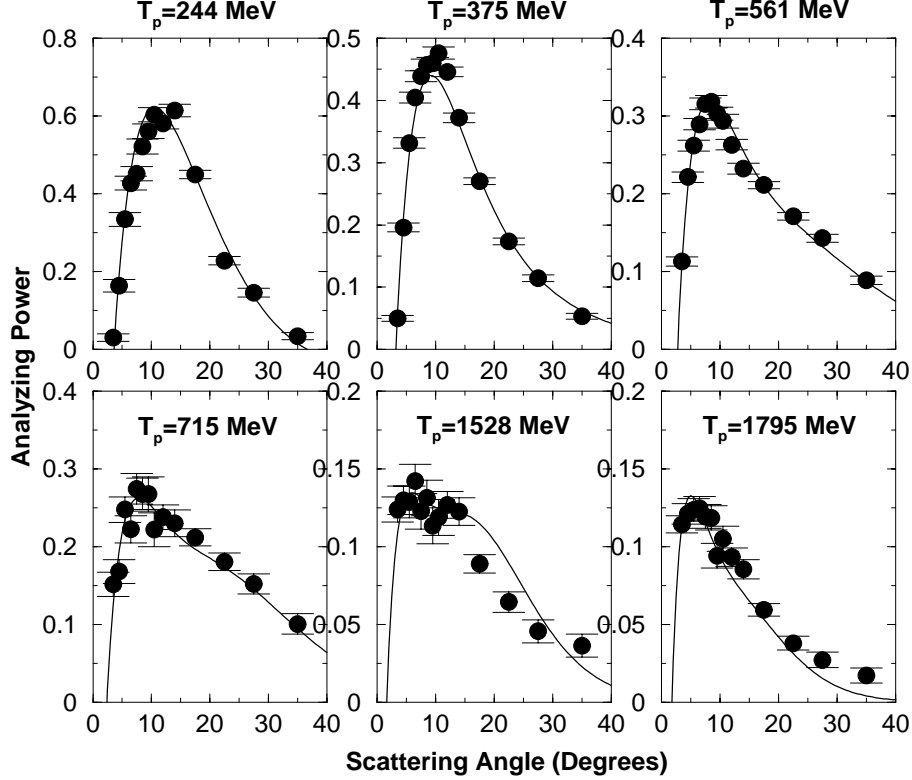 T_p=244 MeV
T_p=375 MeV
T_p=561 MeV
0.8
0.6
0.4
0.2
0
0.5
0.4
0.3
0.2
0.1
0
0.4
0.3
0.2
0.1
0
0 10 20 30 40
0 10 20 30 40
0 10 20 30 40
Analyzing Power
T_p=715 MeV
T_p=1528 MeV
T_p=1795 MeV
0.4
0.3
0.2
0.1
0
0.2
0.15
0.1
0.05
0
0.2
0.15
0.1
0.05
0
0 10 20 30 40
0 10 20 30 40
0 10 20 30 40
Scattering Angle (Degrees)